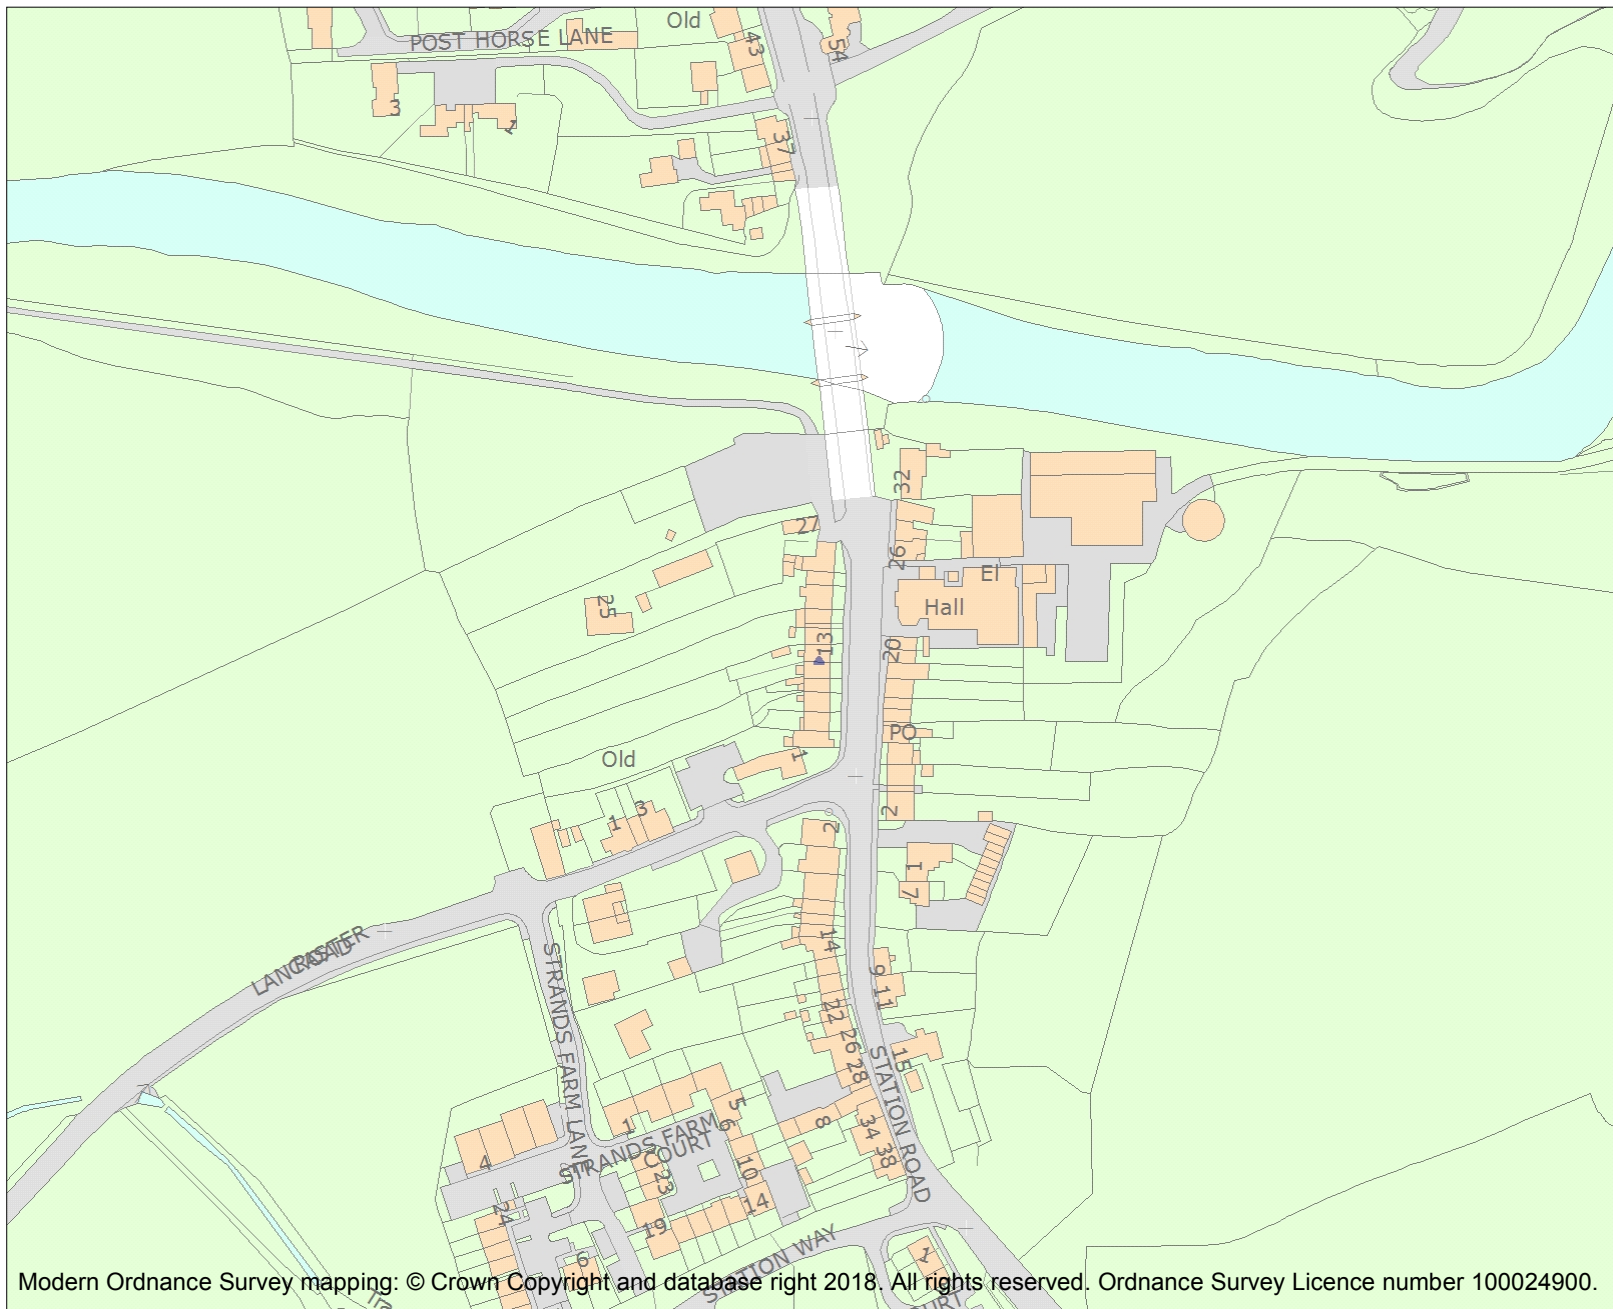 Old
POST HORSE LANE
43
54
3
1
37
32
27
26
El
25
Hall
13
20
PO
Old
1
3
1
2
2
1
7
14
LANCASTER
ROAD
STRANDS FARM LANE
9
11
22
26
28
15
STATION ROAD
5
6
1
8
34
38
STRANDS FARM
COURT
4
10
23
14
24
19
6
STATION WAY
1
Modern Ordnance Survey mapping: © Crown Copyright and database right 2018. All rights reserved. Ordnance Survey Licence number 100024900.